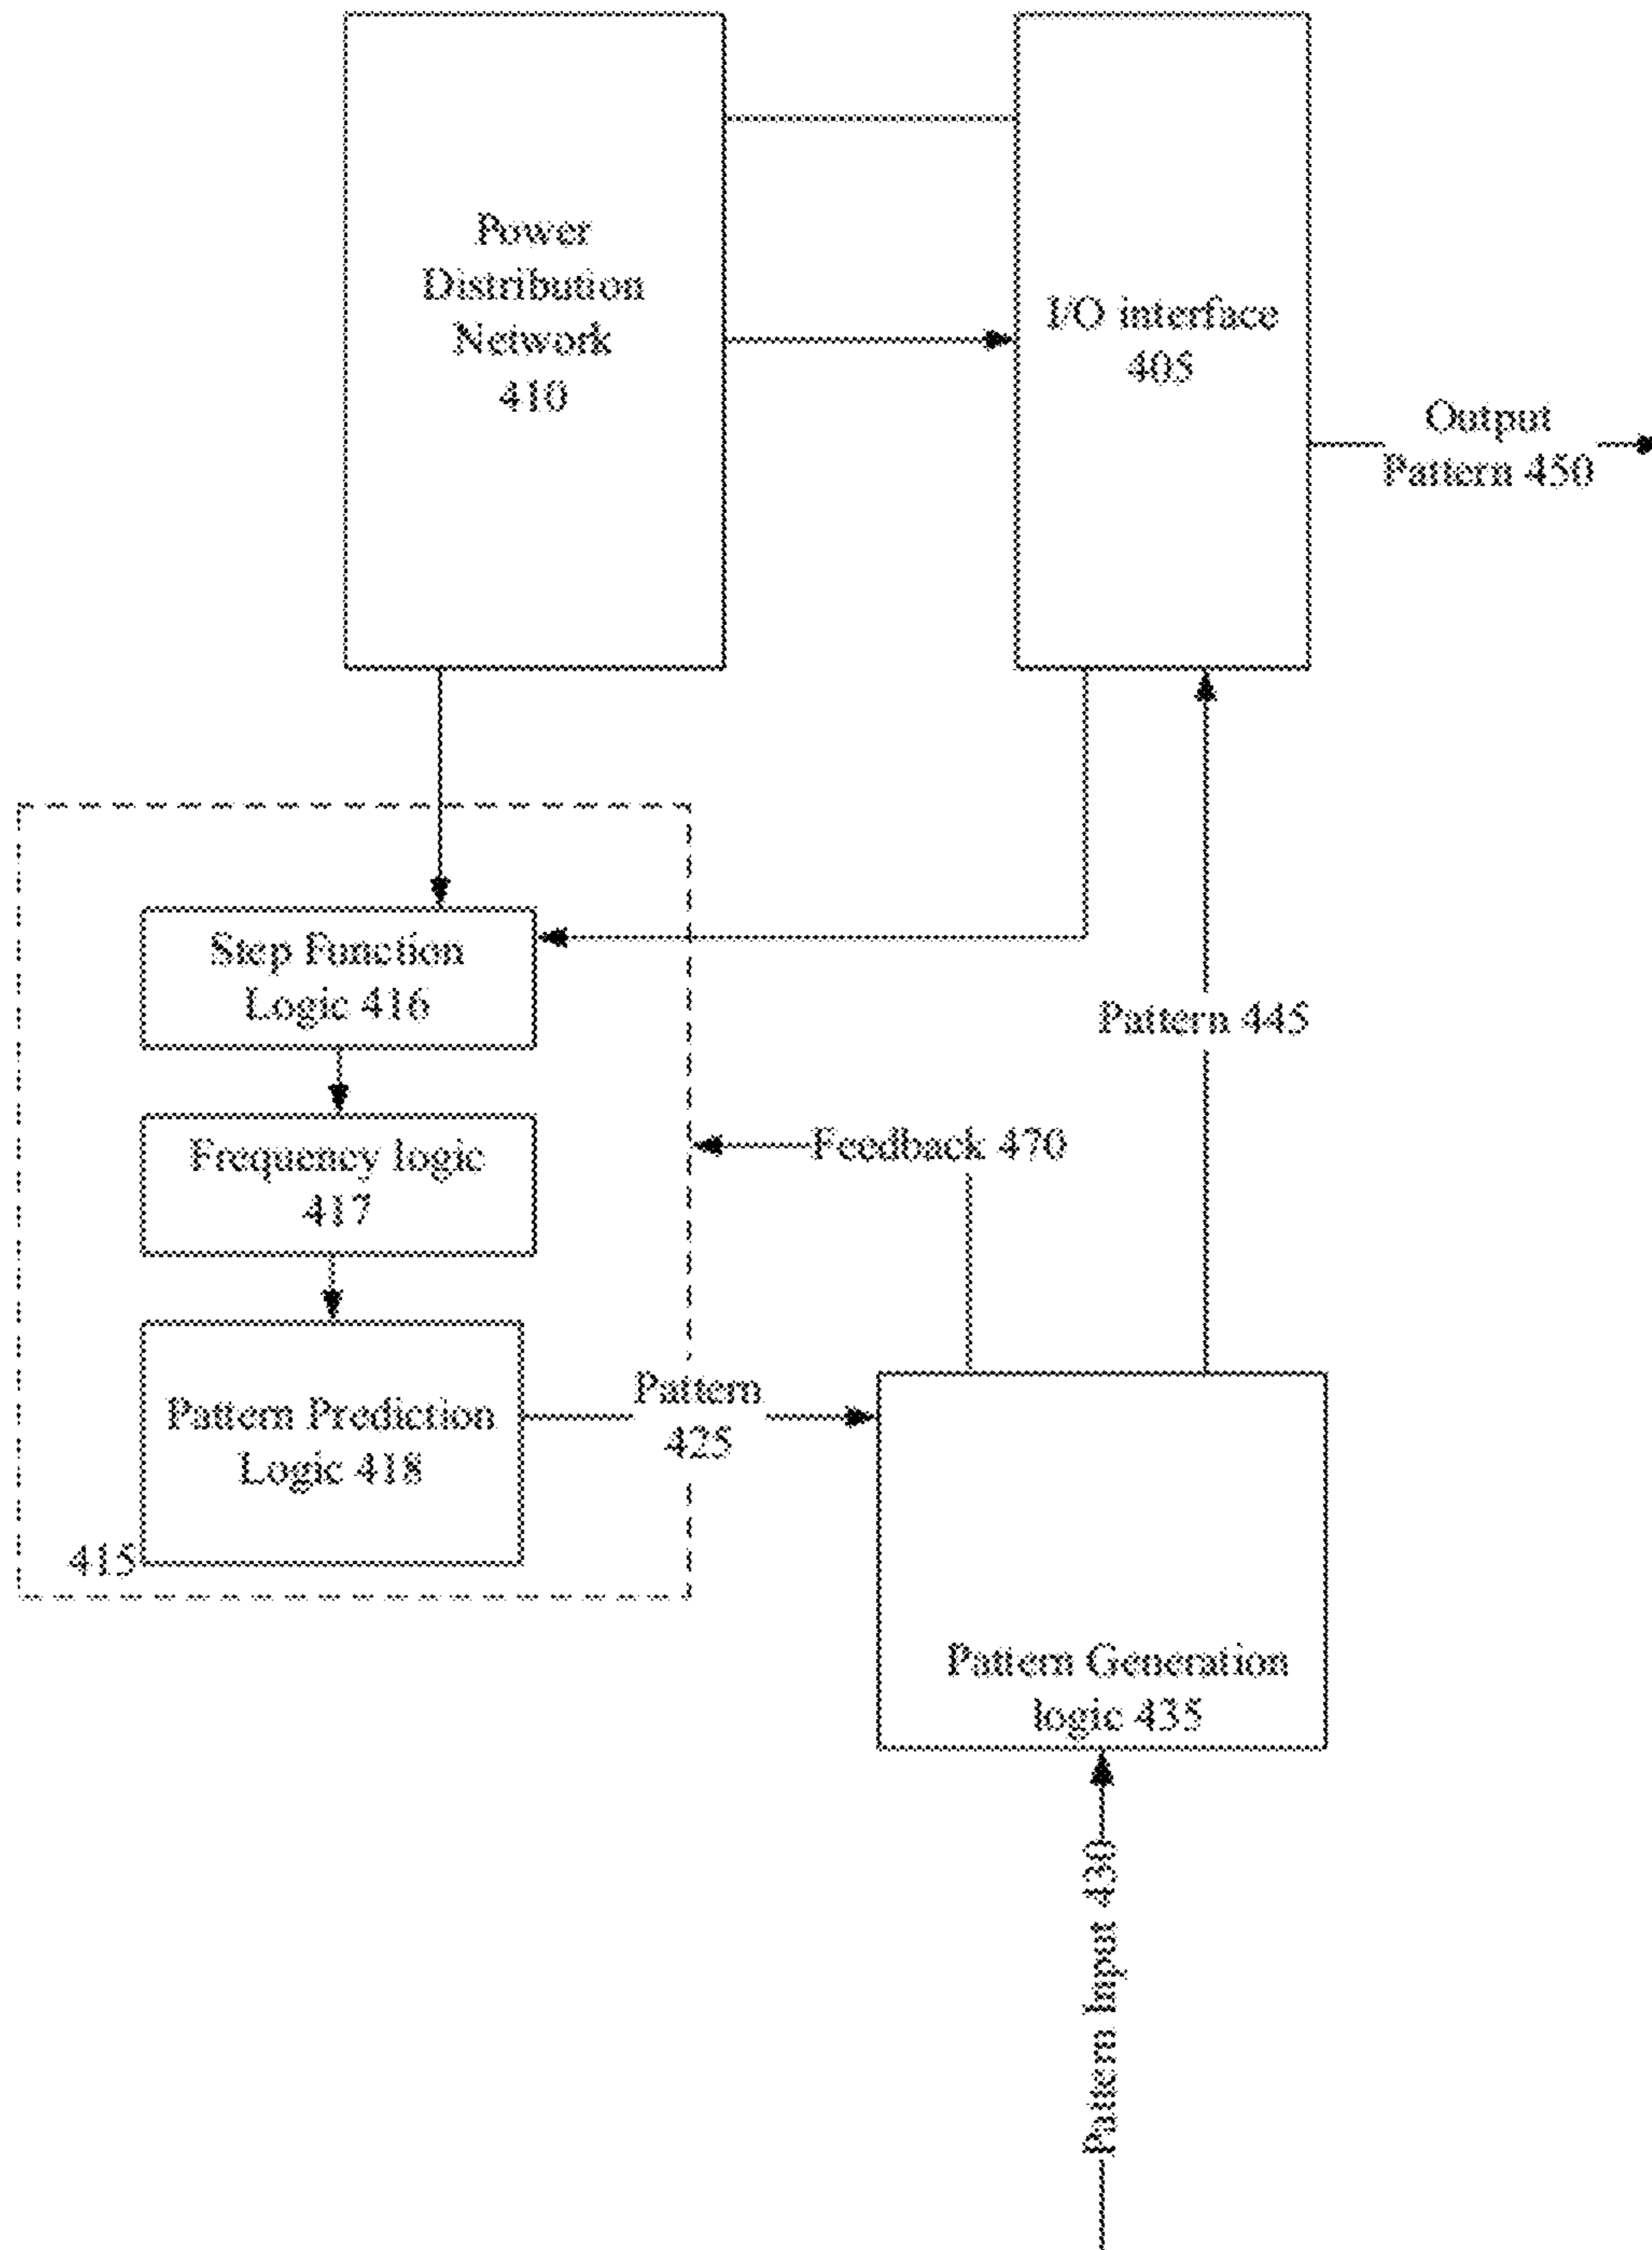 Power
Distribution
Network
410
I/O interface
405
Output
Pattern 450
Step Function
Logic 416
Pattern 445
Frequency logic
417
Feedback 470
Pattern Prediction
Logic 418
Pattern
425
415
Pattern Generation
logic 435
Pattern Input 430